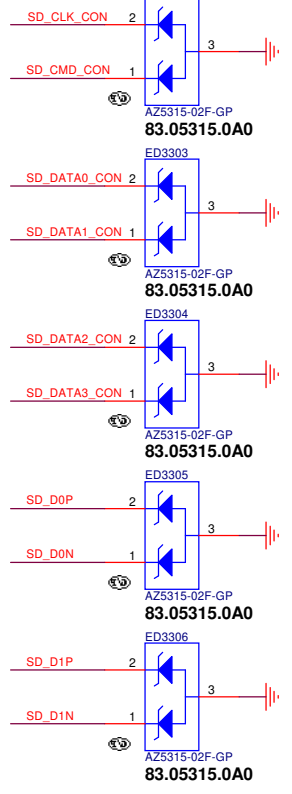 SD_CLK_CON 2
3
SD_CMD_CON 1
AZ5315-02F-GP
83.05315.0A0
ED3303
SD_DATA0_CON 2
3
SD_DATA1_CON 1
AZ5315-02F-GP
83.05315.0A0
ED3304
SD_DATA2_CON 2
3
SD_DATA3_CON 1
AZ5315-02F-GP
83.05315.0A0
ED3305
SD_D0P 2
3
SD_D0N 1
AZ5315-02F-GP
83.05315.0A0
ED3306
SD_D1P 2
3
SD_D1N 1
AZ5315-02F-GP
83.05315.0A0